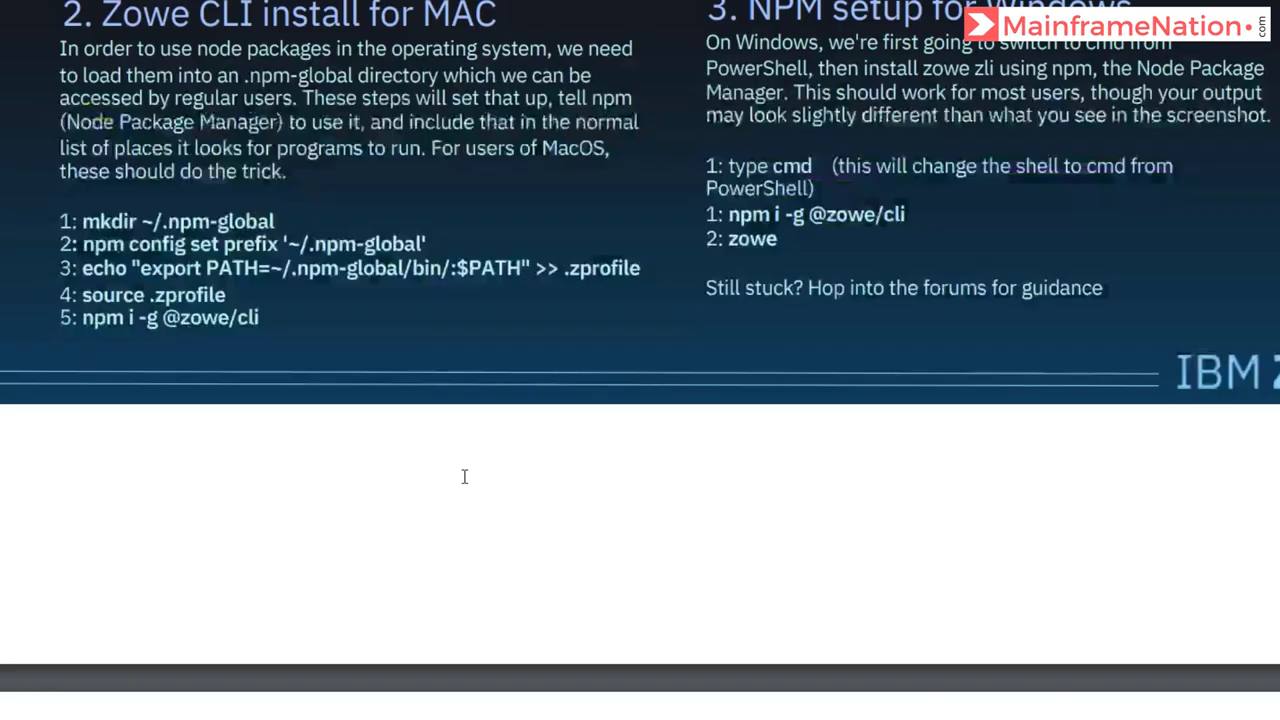 2. Zowe CLI install for MAC
In order to use node packages in the operating system, we need
to load them into an .npm-global directory which we can be
accessed by regular users. These steps will set that up, tell npm
(Node Package Manager) to use it, and include that in the normal
list of places it looks for programs to run. For users of MacOS,
these should do the trick.
1: mkdir ~/.npm-global
2: npm config set prefix '~/.npm-global'
3: echo "export PATH=~/.npm-global/bin/:$PATH" >> .zprofile
4: source .zprofile
5: npm i -g @zowe/cli
3. NPM setup for Windows
On Windows, we're first going to switch to cmd from
PowerShell, then install zowe zli using npm, the Node Package
Manager. This should work for most users, though your output
may look slightly different than what you see in the screenshot.
1: type cmd (this will change the shell to cmd from
PowerShell)
1: npm i -g @zowe/cli
2: zowe
Still stuck? Hop into the forums for guidance
IBM Z
MainframeNation.com